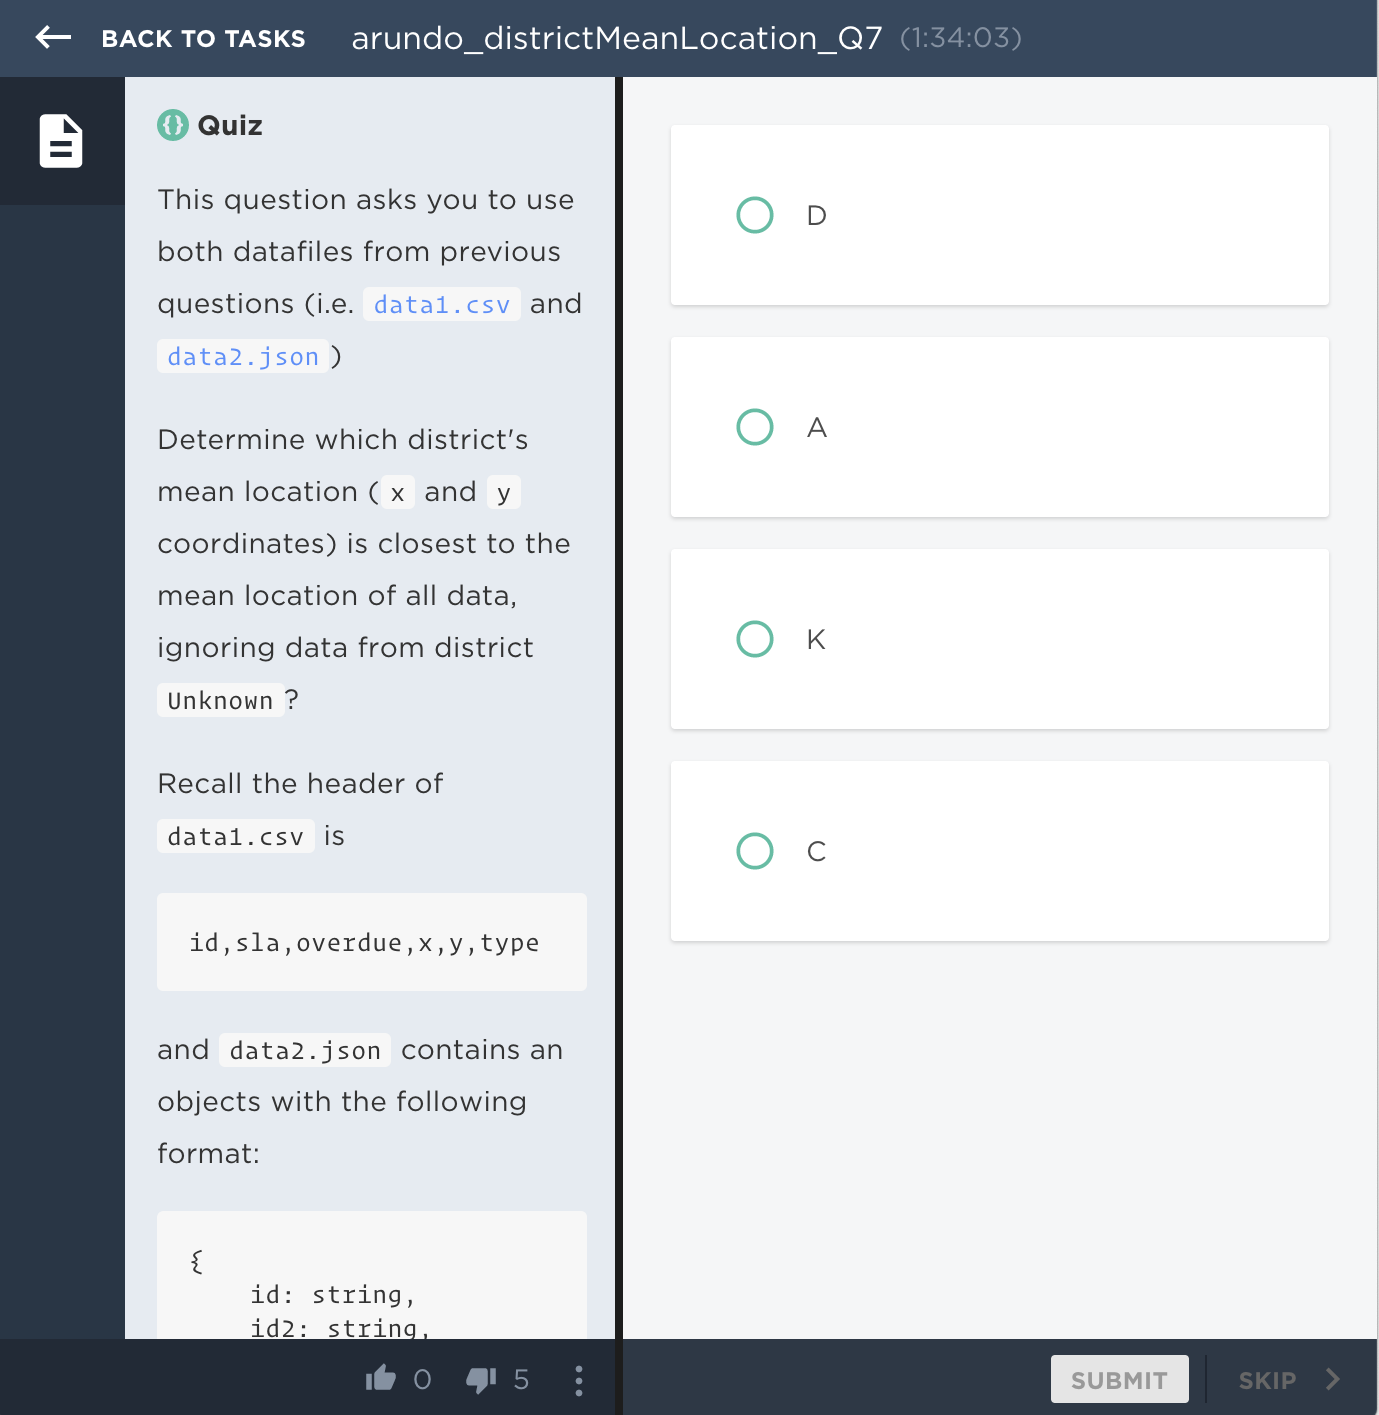 BACK TO TASKS arundo_districtMeanLocation_Q7 (1:34:03)
{} Quiz
This question asks you to use
both datafiles from previous
questions (i.e. data1.csv and
data2.json)
Determine which district's
mean location (x and y
coordinates) is closest to the
mean location of all data,
ignoring data from district
Unknown?
Recall the header of
data1.csv is
id,sla,overdue,x,y,type
and data2.json contains an
objects with the following
format:
{
id: string,
id2: string,
0 5
D
A
K
C
SUBMIT SKIP